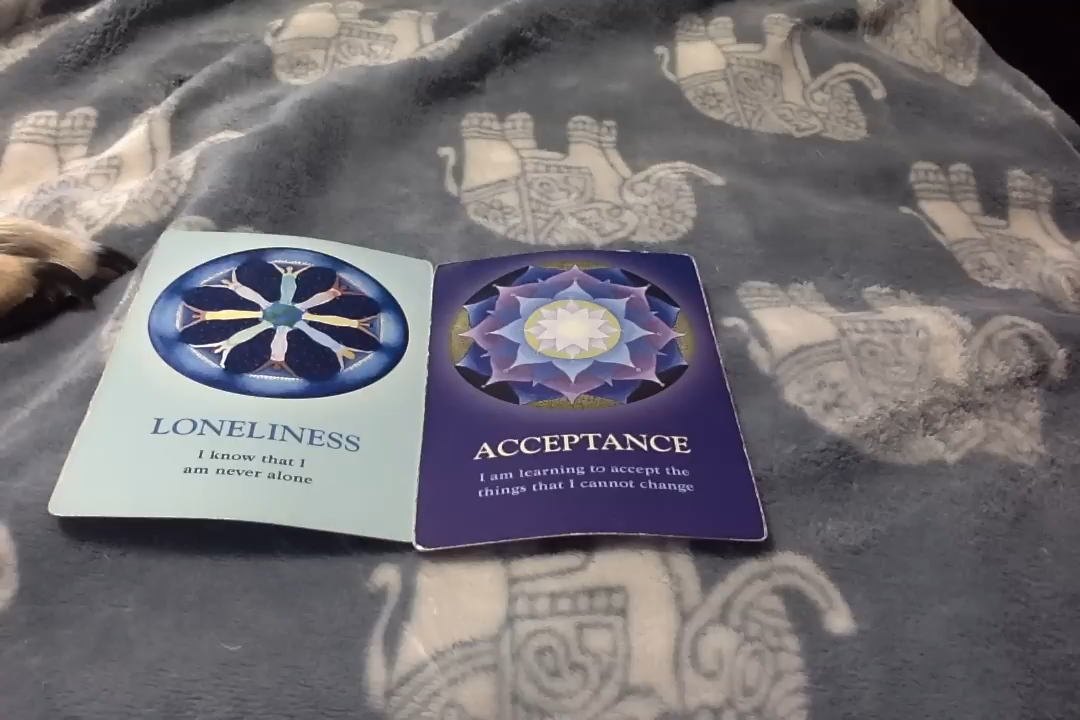 LONELINESS
I know that I
am never alone
ACCEPTANCE
I am learning to accept the
things that I cannot change